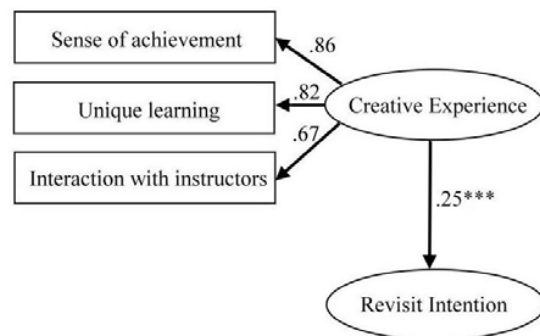 Sense of achievement
.86
Unique learning
.82
Creative Experience
.67
Interaction with instructors
.25***
Revisit Intention